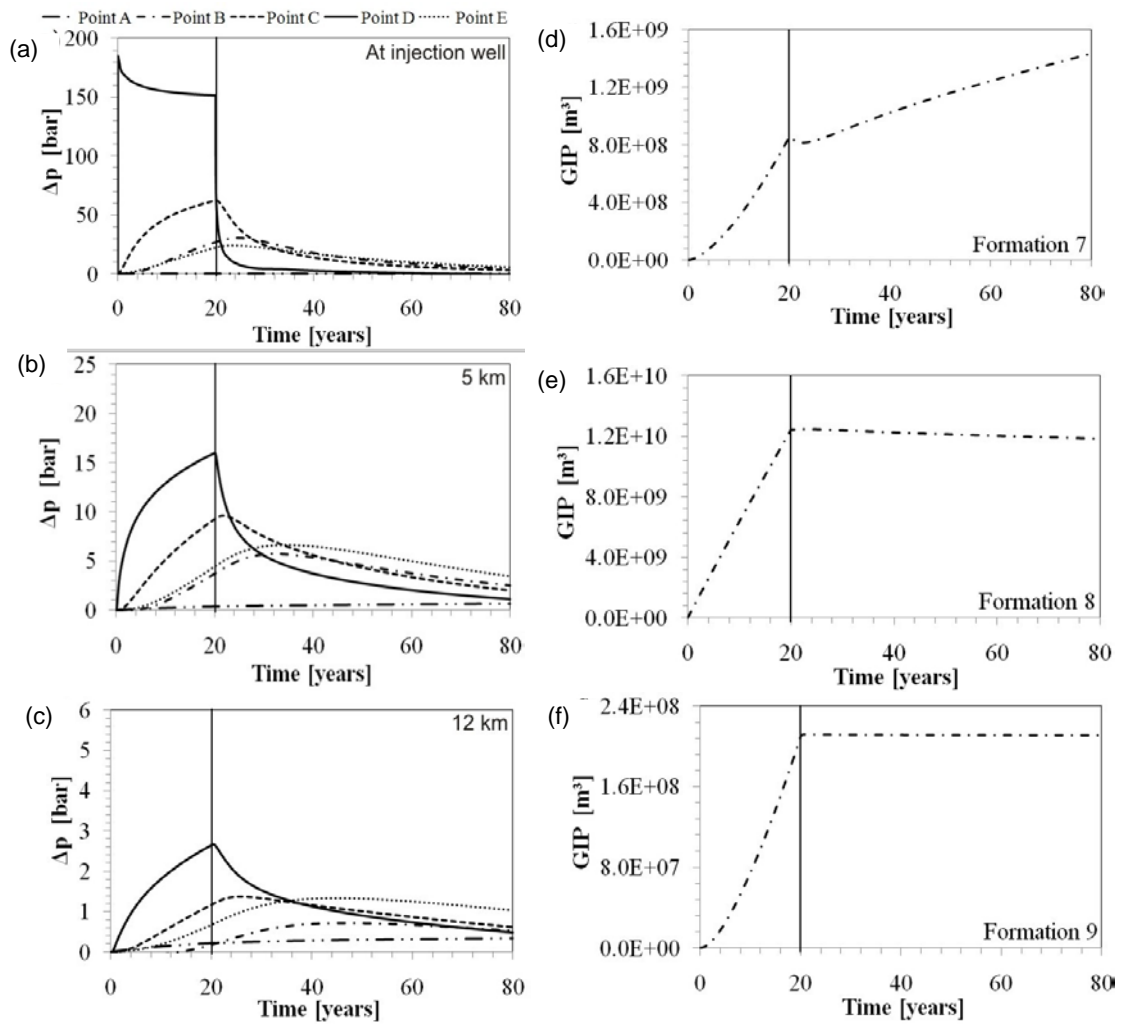 Point A Point B Point C Point D Point E
(a)
At injection well
200
150
100
50
0
Δp [bar]
0 20 40 60 80
Time [years]
(b)
5 km
25
20
15
10
5
0
Δp [bar]
0 20 40 60 80
Time [years]
(c)
12 km
6
5
4
3
2
1
0
Δp [bar]
0 20 40 60 80
Time [years]
(d)
1.6E+09
1.2E+09
8.0E+08
4.0E+08
0.0E+00
GIP [m³]
Formation 7
0 20 40 60 80
Time [years]
(e)
1.6E+10
1.2E+10
8.0E+09
4.0E+09
0.0E+00
GIP [m³]
Formation 8
0 20 40 60 80
Time [years]
(f)
2.4E+08
1.6E+08
8.0E+07
0.0E+00
GIP [m³]
Formation 9
0 20 40 60 80
Time [years]